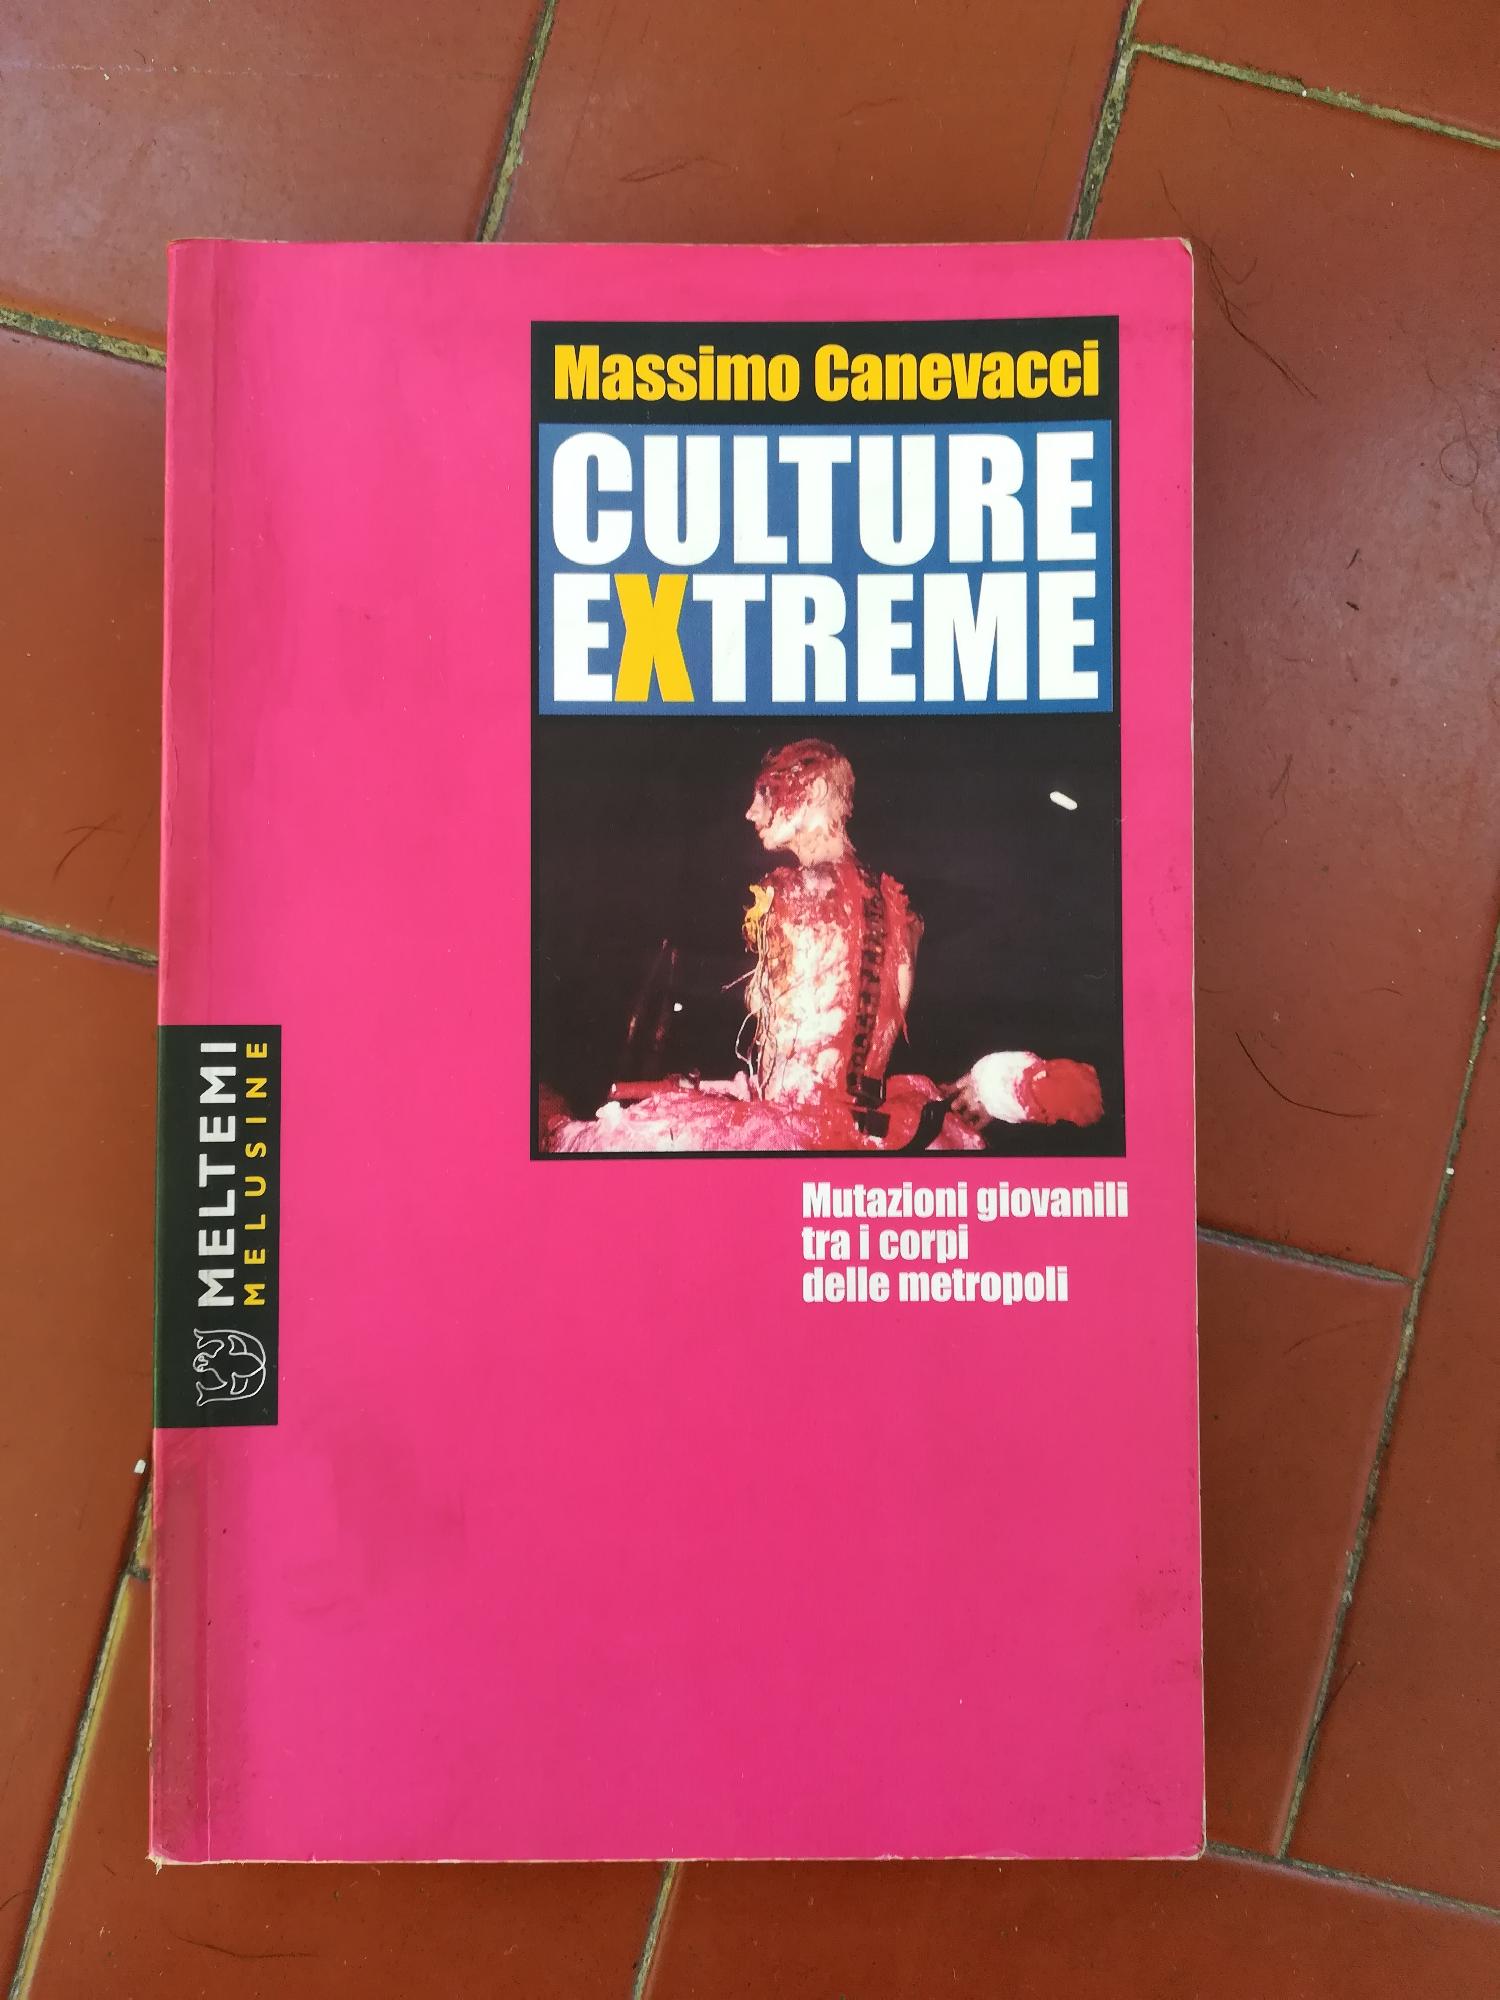 Massimo Canevacci
CULTURE
EXTREME
Mutazioni giovanili
tra i corpi
delle metropoli
MELTEMI
MELUSINE